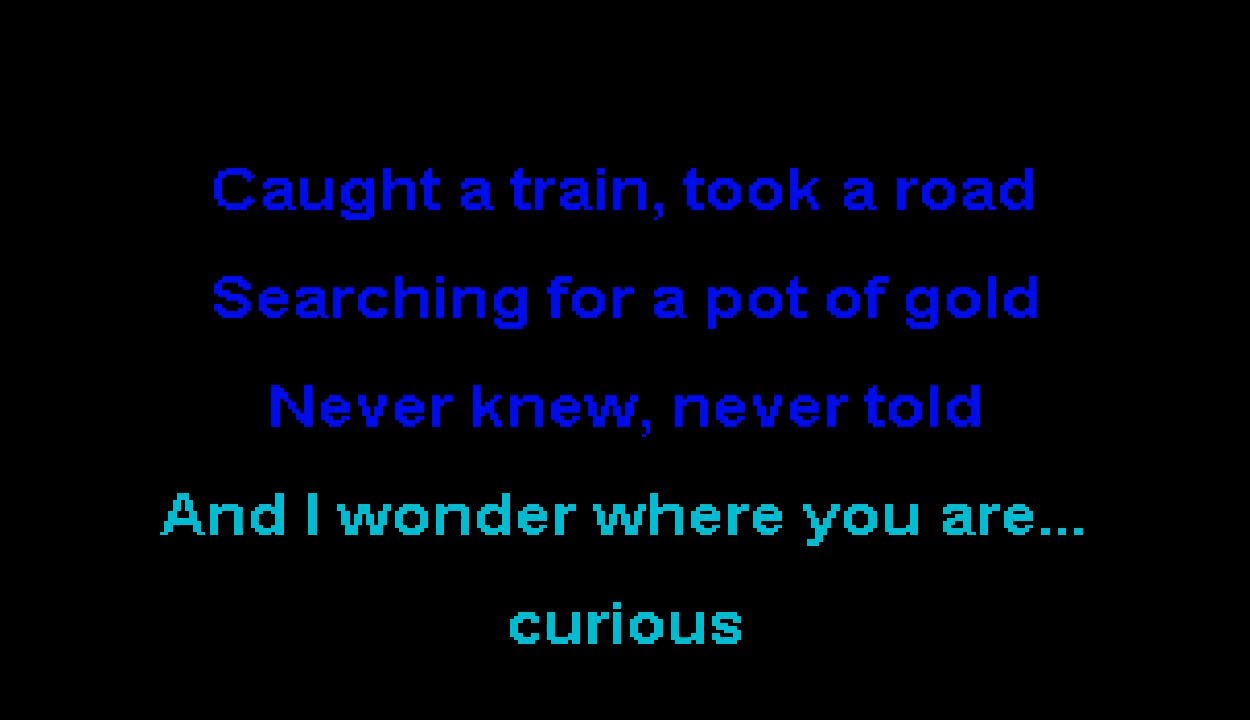 Caught a train, took a road
Searching for a pot of gold
Never knew, never told
And I wonder where you are...
curious